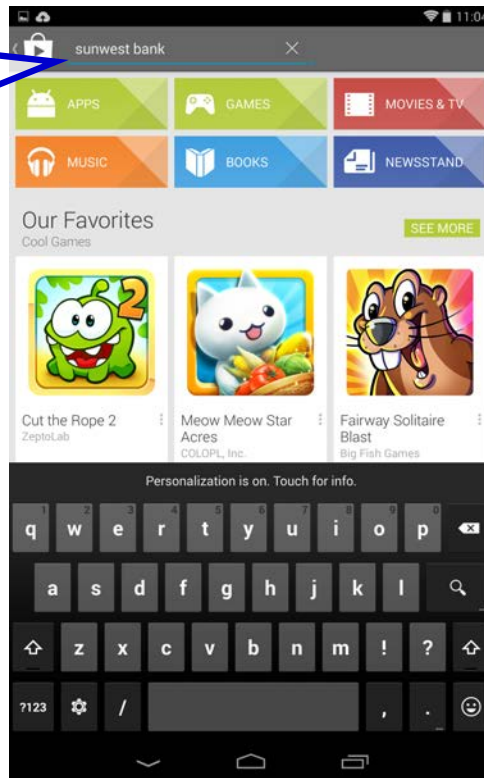 11:04
sunwest bank
APPS GAMES MOVIES & TV
MUSIC BOOKS NEWSSTAND
Our Favorites
Cool Games
SEE MORE
2
Cut the Rope 2
ZeptoLab
Meow Meow Star
Acres
COLOPL, Inc.
Fairway Solitaire
Blast
Big Fish Games
Personalization is on. Touch for info.
1 2 3 4 5 6 7 8 9 0
q w e r t y u i o p
a s d f g h j k l
z x c v b n m ! ?
?123 / , .